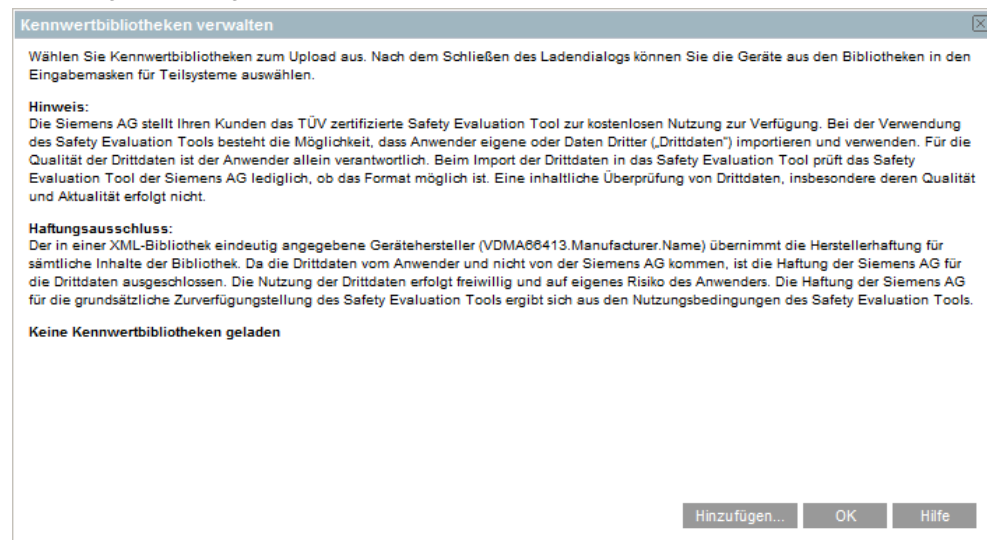 Kennwertbibliotheken verwalten
Wählen Sie Kennwertbibliotheken zum Upload aus. Nach dem Schließen des Ladendialogs können Sie die Geräte aus den Bibliotheken in den
Eingabemasken für Teilsysteme auswählen.
Hinweis:
Die Siemens AG stellt Ihren Kunden das TÜV zertifizierte Safety Evaluation Tool zur kostenlosen Nutzung zur Verfügung. Bei der Verwendung
des Safety Evaluation Tools besteht die Möglichkeit, dass Anwender eigene oder Daten Dritter („Drittdaten“) importieren und verwenden. Für die
Qualität der Drittdaten ist der Anwender allein verantwortlich. Beim Import der Drittdaten in das Safety Evaluation Tool prüft das Safety
Evaluation Tool der Siemens AG lediglich, ob das Format möglich ist. Eine inhaltliche Überprüfung von Drittdaten, insbesondere deren Qualität
und Aktualität erfolgt nicht.
Haftungsausschluss:
Der in einer XML-Bibliothek eindeutig angegebene Gerätehersteller (VDMA66413.Manufacturer.Name) übernimmt die Herstellerhaftung für
sämtliche Inhalte der Bibliothek. Da die Drittdaten vom Anwender und nicht von der Siemens AG kommen, ist die Haftung der Siemens AG für
die Drittdaten ausgeschlossen. Die Nutzung der Drittdaten erfolgt freiwillig und auf eigenes Risiko des Anwenders. Die Haftung der Siemens AG
für die grundsätzliche Zurverfügungstellung des Safety Evaluation Tools ergibt sich aus den Nutzungsbedingungen des Safety Evaluation Tools.
Keine Kennwertbibliotheken geladen
Hinzufügen... OK Hilfe